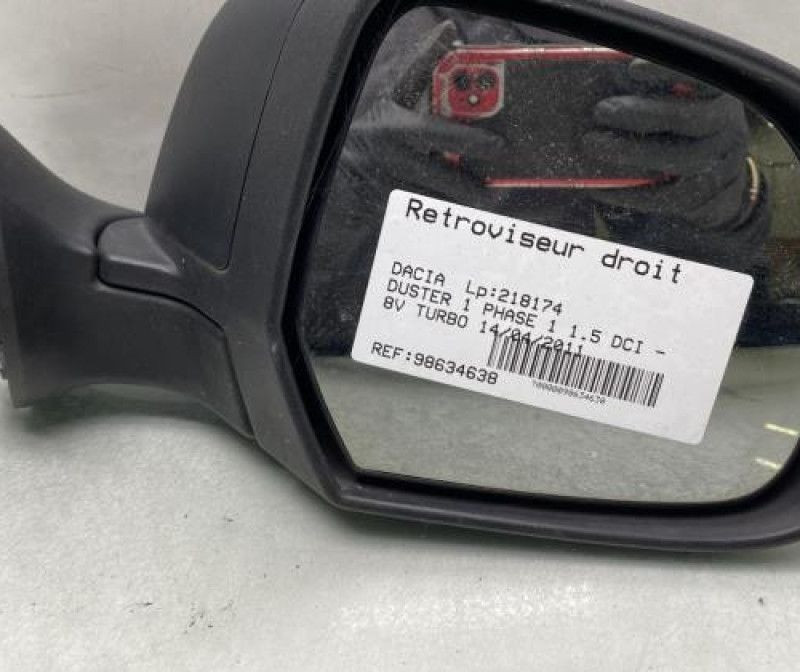 Retroviseur droit
DACIA Lp:218174
DUSTER 1 PHASE 1 1.5 DCI -
8V TURBO 14/04/2011
REF:98634638